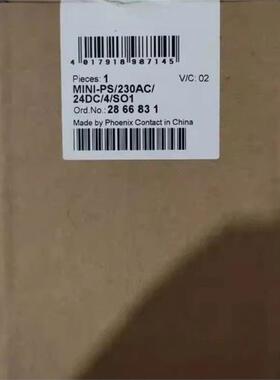 4 017918 987145
Pieces: 1 V/C: 02
MINI-PS/230AC/
24DC/4/SO1
Ord.No.: 28 66 83 1
Made by Phoenix Contact in China